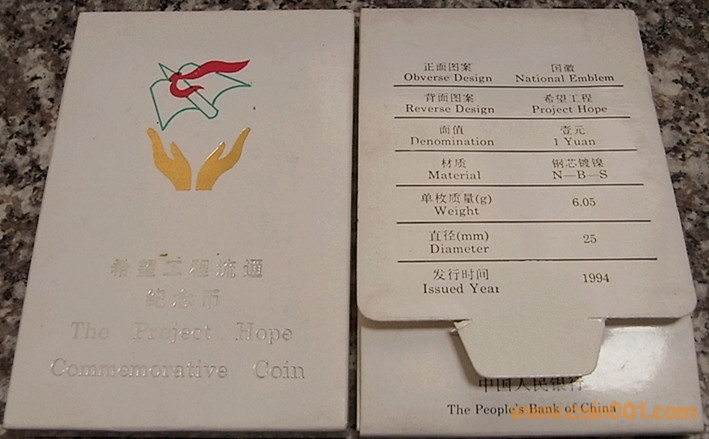 希望工程流通
纪念币
The Project Hope
Commemorative Coin
正面图案 国徽
Obverse Design National Emblem
背面图案 希望工程
Reverse Design Project Hope
面值 壹元
Denomination 1 Yuan
材质 钢芯镀镍
Material N—B—S
单枚质量(g) 6.05
Weight
直径(mm) 25
Diameter
发行时间 1994
Issued Year
中国人民银行
The People's Bank of China